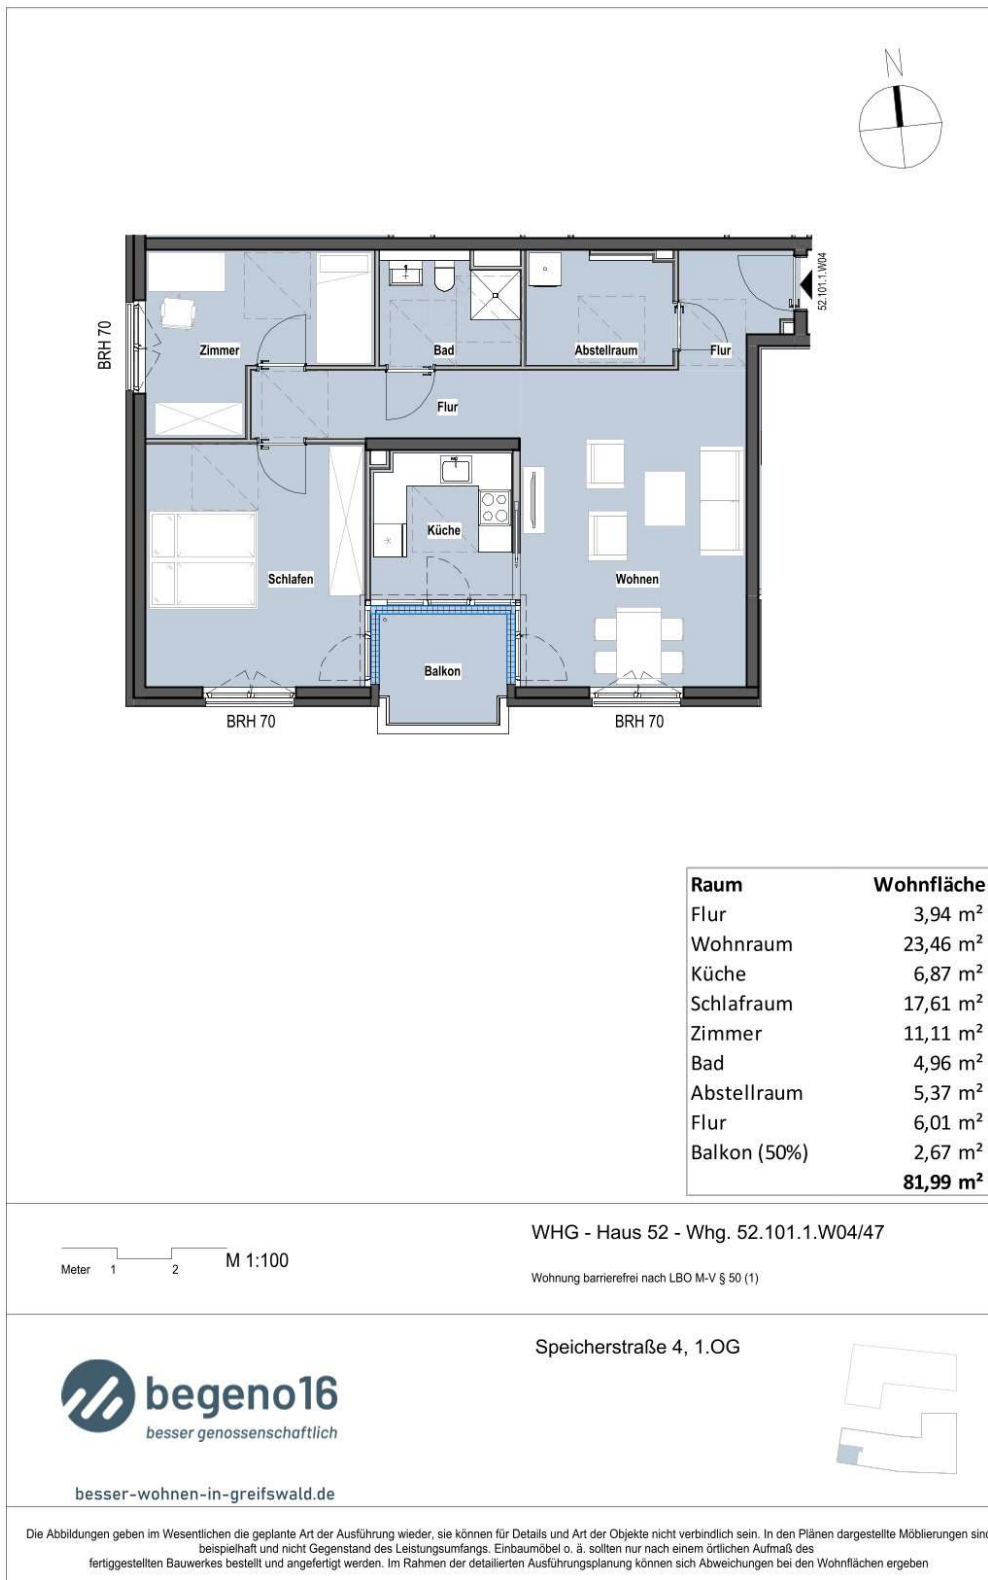 N
52.101.1.W04
BRH 70
Zimmer
Bad
Abstellraum
Flur
Flur
Küche
Schlafen
Wohnen
Balkon
BRH 70
BRH 70
Raum Wohnfläche
Flur 3,94 m²
Wohnraum 23,46 m²
Küche 6,87 m²
Schlafraum 17,61 m²
Zimmer 11,11 m²
Bad 4,96 m²
Abstellraum 5,37 m²
Flur 6,01 m²
Balkon (50%) 2,67 m²
81,99 m²
WHG - Haus 52 - Whg. 52.101.1.W04/47
Meter 1 2 M 1:100
Wohnung barrierefrei nach LBO M-V § 50 (1)
Speicherstraße 4, 1.OG
begeno16
besser genossenschaftlich
besser-wohnen-in-greifswald.de
Die Abbildungen geben im Wesentlichen die geplante Art der Ausführung wieder, sie können für Details und Art der Objekte nicht verbindlich sein. In den Plänen dargestellte Möblierungen sind
beispielhaft und nicht Gegenstand des Leistungsumfangs. Einbaumöbel o. ä. sollten nur nach einem örtlichen Aufmaß des
fertiggestellten Bauwerkes bestellt und angefertigt werden. Im Rahmen der detailierten Ausführungsplanung können sich Abweichungen bei den Wohnflächen ergeben